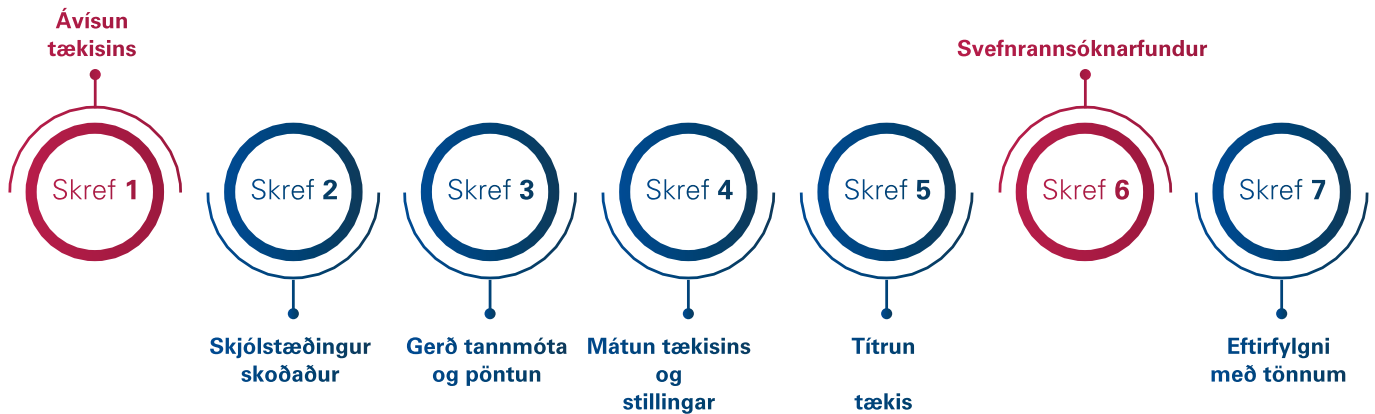 Ávísun
tækisins
Skref 1
Skref 2
Skjólstæðingur
skoðaður
Skref 3
Gerð tannmóta
og pöntun
Skref 4
Mátun tækisins
og
stillingar
Skref 5
Títrun
tækis
Svefnrannsóknarfundur
Skref 6
Skref 7
Eftirfylgni
með tönnum